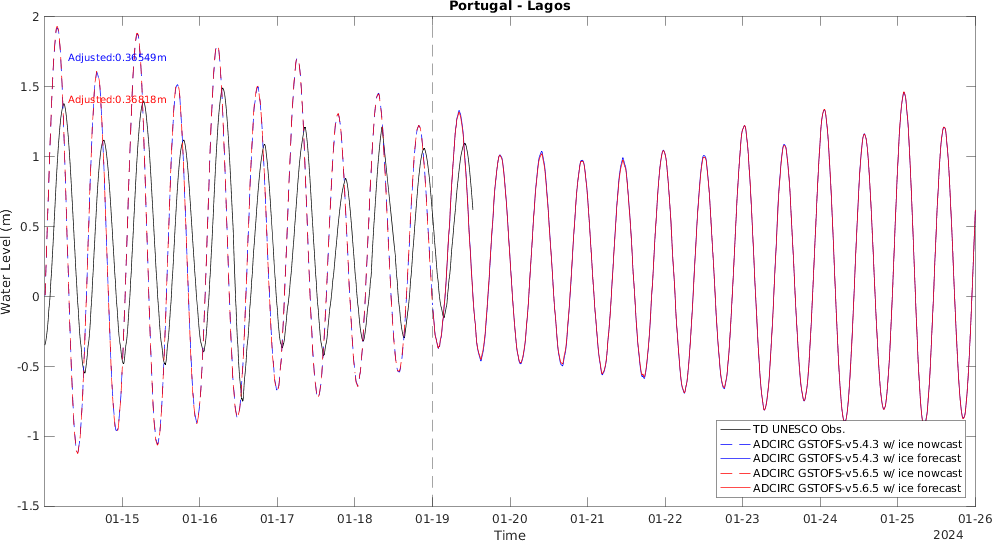 Portugal - Lagos
Adjusted:0.36549m
Adjusted:0.36818m
Water Level (m)
2
1.5
1
0.5
0
-0.5
-1
-1.5
01-15
01-16
01-17
01-18
01-19
01-20
01-21
01-22
01-23
01-24
01-25
01-26
Time
2024
TD UNESCO Obs.
ADCIRC GSTOFS-v5.4.3 w/ ice nowcast
ADCIRC GSTOFS-v5.4.3 w/ ice forecast
ADCIRC GSTOFS-v5.6.5 w/ ice nowcast
ADCIRC GSTOFS-v5.6.5 w/ ice forecast